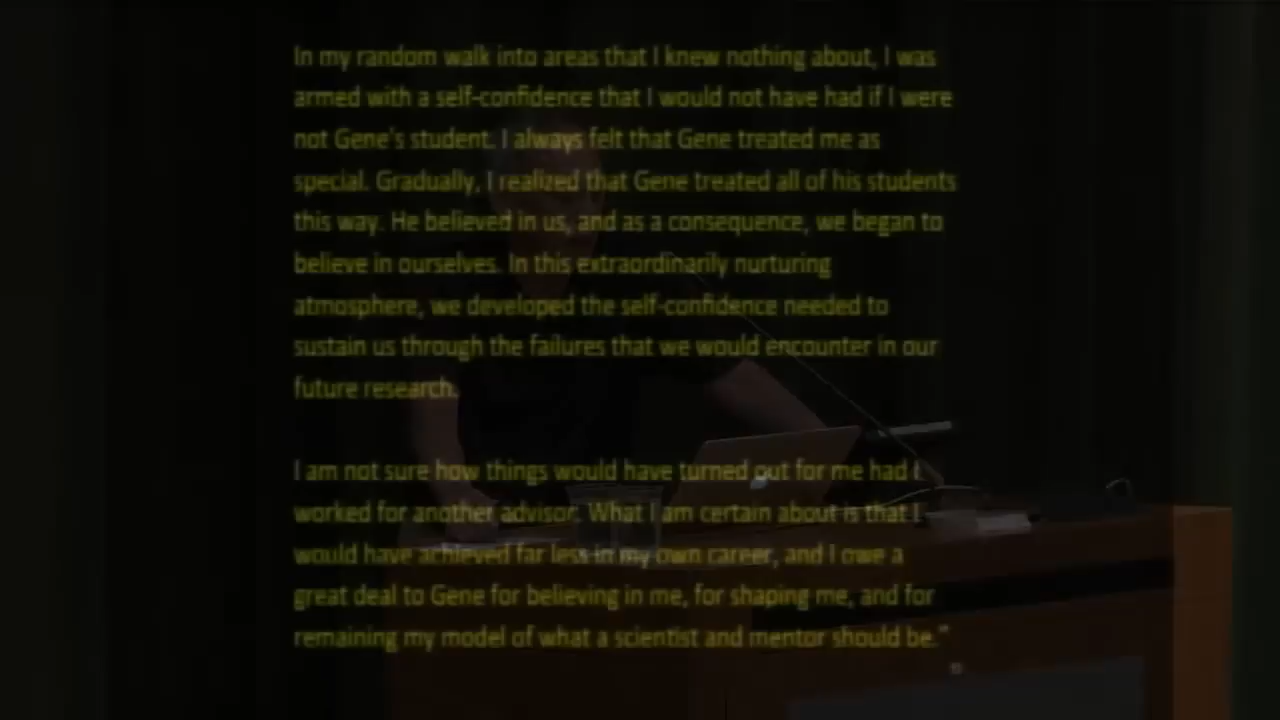 In my random walk into areas that I knew nothing about, I was
armed with a self-confidence that I would not have had if I were
not Gene's student. I always felt that Gene treated me as
special. Gradually, I realized that Gene treated all of his students
this way. He believed in us, and as a consequence, we began to
believe in ourselves. In this extraordinarily nurturing
atmosphere, we developed the self-confidence needed to
sustain us through the failures that we would encounter in our
future research.
I am not sure how things would have turned out for me had I
worked for another advisor. What I am certain about is that I
would have achieved far less in my own career, and I owe a
great deal to Gene for believing in me, for shaping me, and for
remaining my model of what a scientist and mentor should be."